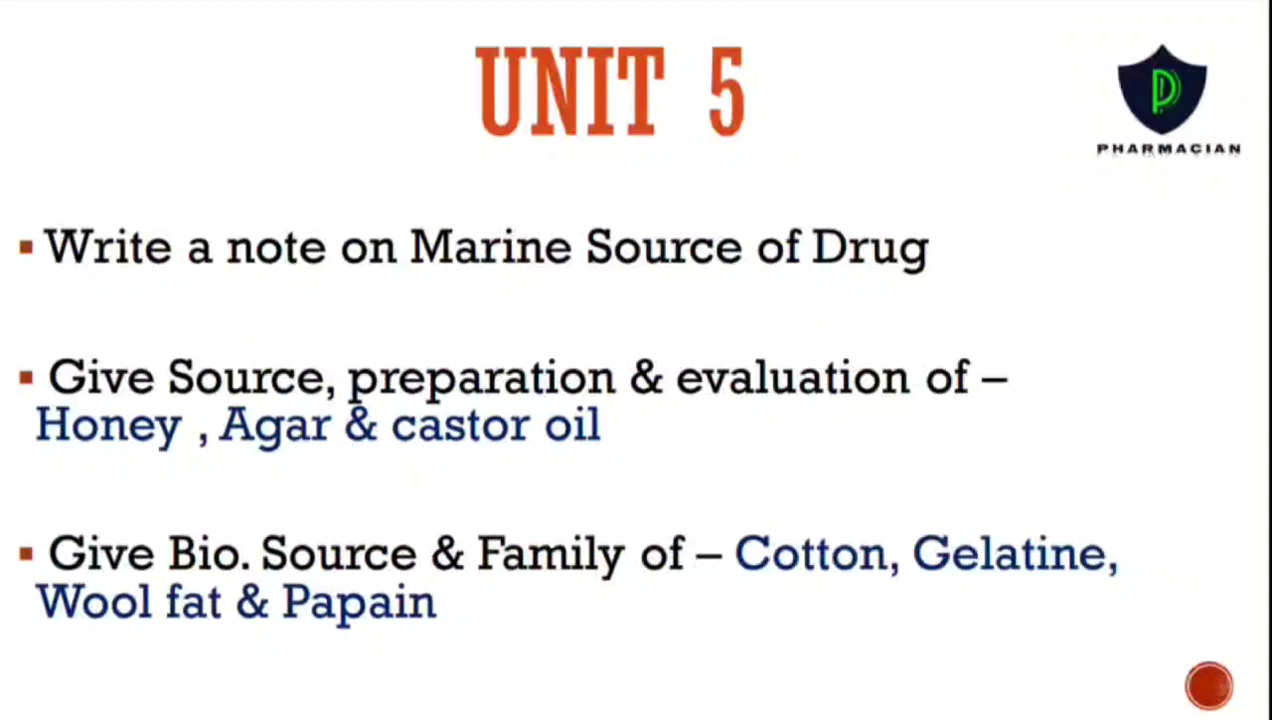 UNIT 5
PHARMACIAN
▪ Write a note on Marine Source of Drug
▪ Give Source, preparation & evaluation of –
Honey , Agar & castor oil
▪ Give Bio. Source & Family of – Cotton, Gelatine,
Wool fat & Papain